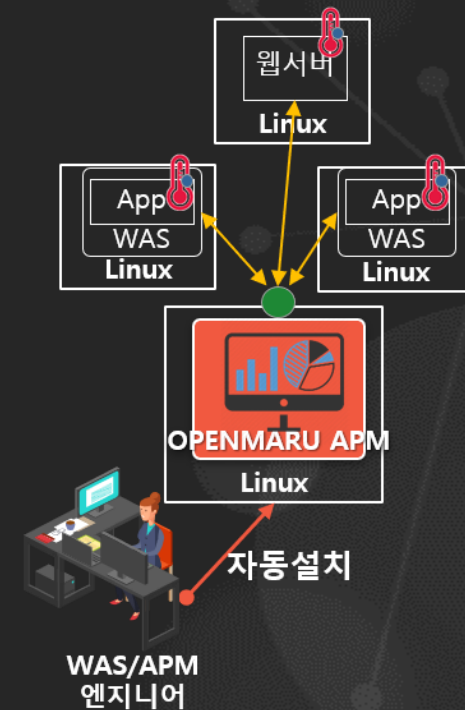 웹서버
Linux
App
WAS
Linux
App
WAS
Linux
OPENMARU APM
Linux
자동설치
WAS/APM
엔지니어